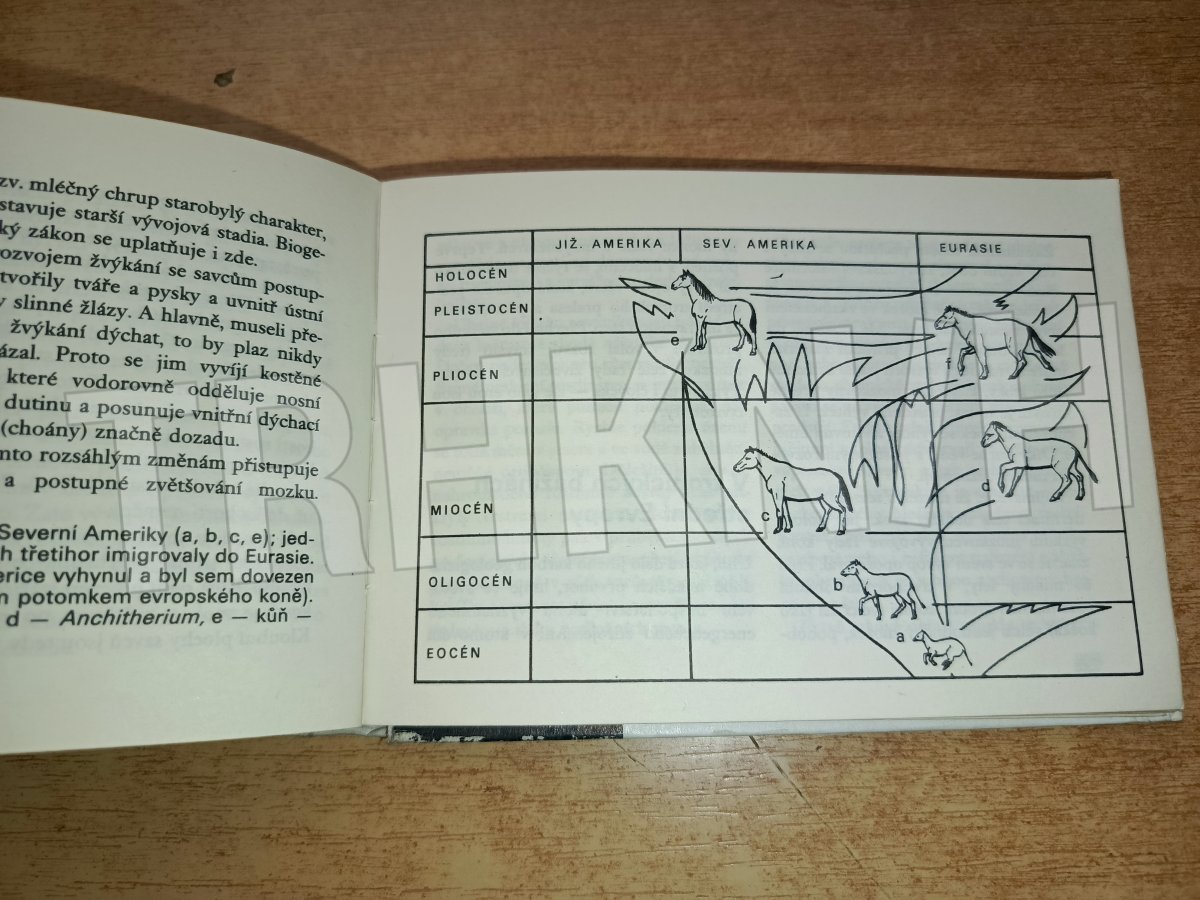 zv. mléčný chrup starobylý charakter,
stavuje starší vývojová stadia. Bioge-
ký zákon se uplatňuje i zde.
ozvojem žvýkání se savcům postup-
tvořily tváře a pysky a uvnitř ústní
y slinné žlázy. A hlavně, museli pře-
žvýkání dýchat, to by plaz nikdy
ázal. Proto se jim vyvíjí kostěné
které vodorovně odděluje nosní
dutinu a posunuje vnitřní dýchací
(choány) značně dozadu.
mto rozsáhlým změnám přistupuje
a postupné zvětšování mozku.
Severní Ameriky (a, b, c, e); jed-
h třetihor imigrovaly do Eurasie.
erice vyhynul a byl sem dovezen
m potomkem evropského koně).
d — Anchitherium, e — kůň —
JIŽ. AMERIKA SEV. AMERIKA EURASIE
HOLOCÉN
PLEISTOCÉN
e
PLIOCÉN
f
MIOCÉN
d
c
OLIGOCÉN
b
EOCÉN
a
TRHKNIH